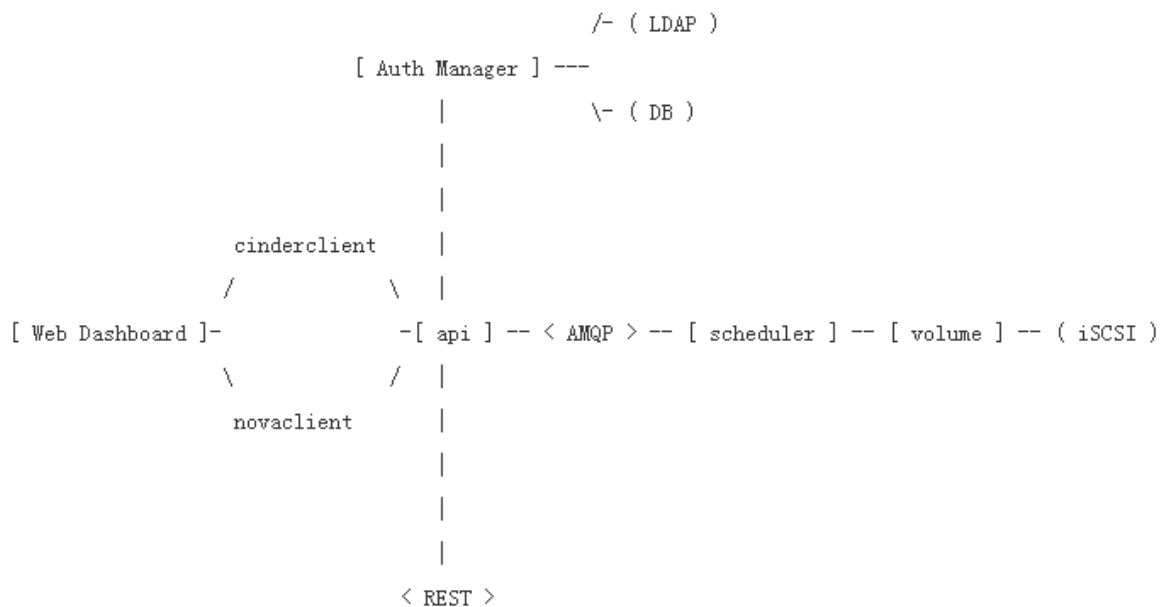 /- ( LDAP )
[ Auth Manager ] ---
| \- ( DB )
|
|
cinderclient |
/ \ |
[ Web Dashboard ]- -[ api ] -- < AMQP > -- [ scheduler ] -- [ volume ] -- ( iSCSI )
\ / |
novaclient |
|
|
|
< REST >